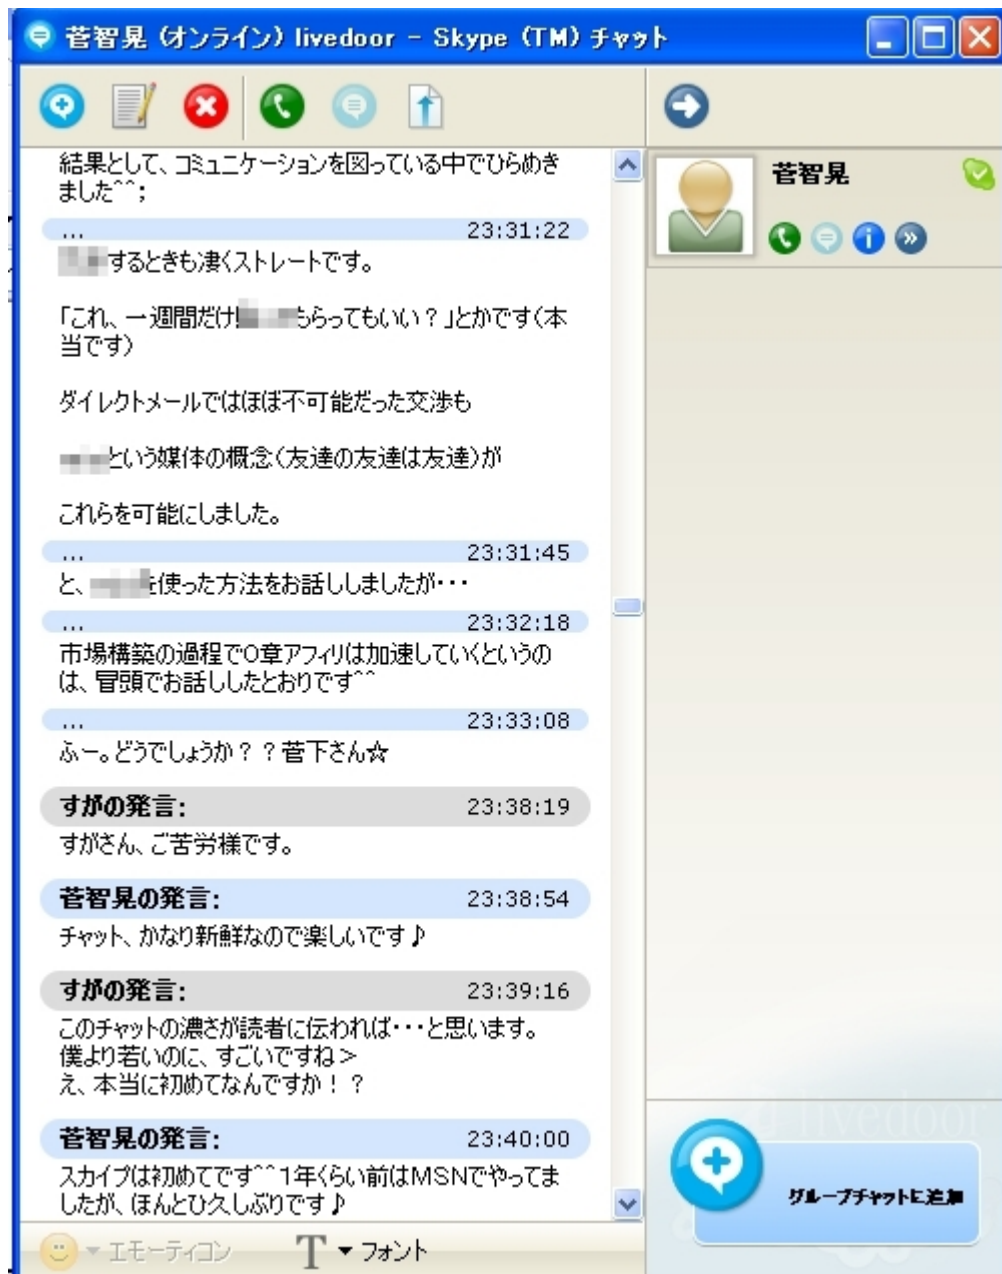 菅智晃 (オンライン) livedoor - Skype (TM) チャット
結果として、コミュニケーションを図っている中でひらめき
ました^^;
... 23:31:22
するときも凄くストレートです。
「これ、一週間だけ もらってもいい?」とかです(本
当です)
ダイレクトメールではほぼ不可能だった交渉も
という媒体の概念(友達の友達は友達)が
これらを可能にしました。
... 23:31:45
と、 を使った方法をお話ししましたが・・・
... 23:32:18
市場構築の過程で0章アフィリは加速していくというの
は、冒頭でお話ししたとおりです^^
... 23:33:08
ふー。どうでしょうか??菅下さん☆
すがの発言: 23:38:19
すがさん、ご苦労様です。
菅智晃の発言: 23:38:54
チャット、かなり新鮮なので楽しいです♪
すがの発言: 23:39:16
このチャットの濃さが読者に伝われば・・・と思います。
僕より若いのに、すごいですね>
え、本当に初めてなんですか!?
菅智晃の発言: 23:40:00
スカイプは初めてです^^1年くらい前はMSNでやってま
したが、ほんとひ久しぶりです♪
エモーティコン
フォント
菅智晃
livedoor
グループチャットに追加